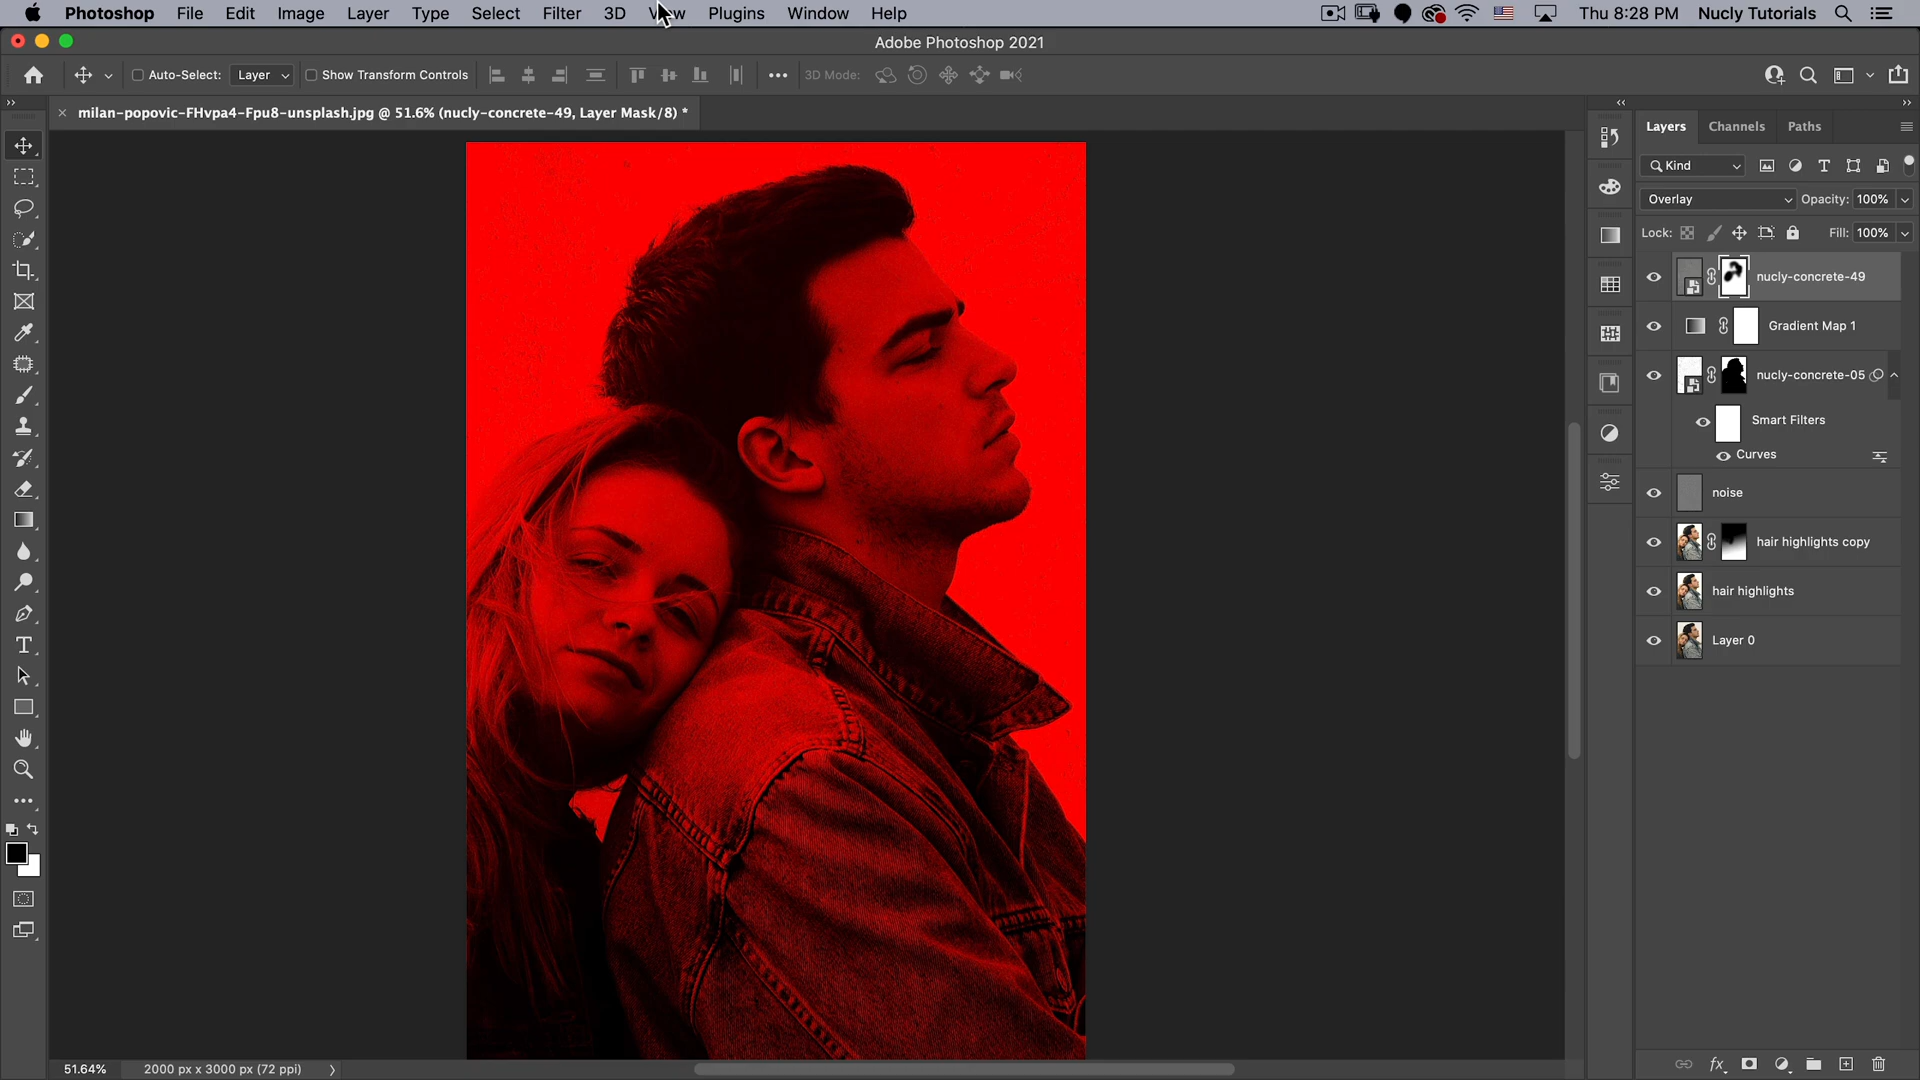 Photoshop File Edit Image Layer Type Select Filter 3D View Plugins Window Help Thu 8:28 PM Nucly Tutorials
Adobe Photoshop 2021
Auto-Select: Layer Show Transform Controls 3D Mode:
milan-popovic-FHvpa4-Fpu8-unsplash.jpg @ 51.6% (nucly-concrete-49, Layer Mask/8) *
Layers Channels Paths
Kind
Overlay Opacity: 100%
Lock: Fill: 100%
nucly-concrete-49
Gradient Map 1
nucly-concrete-05
Smart Filters
Curves
noise
hair highlights copy
hair highlights
Layer 0
51.64% 2000 px x 3000 px (72 ppi)